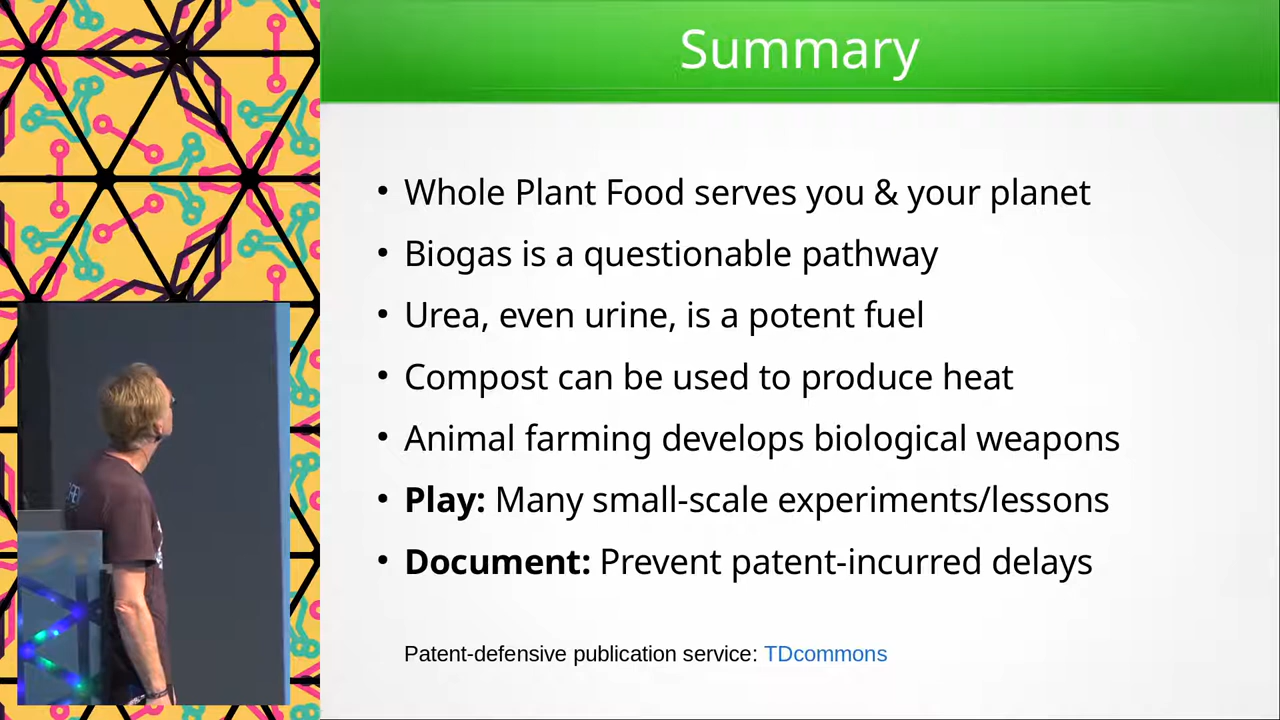 Summary
• Whole Plant Food serves you & your planet
• Biogas is a questionable pathway
• Urea, even urine, is a potent fuel
• Compost can be used to produce heat
• Animal farming develops biological weapons
• Play: Many small-scale experiments/lessons
• Document: Prevent patent-incurred delays
Patent-defensive publication service: TDcommons